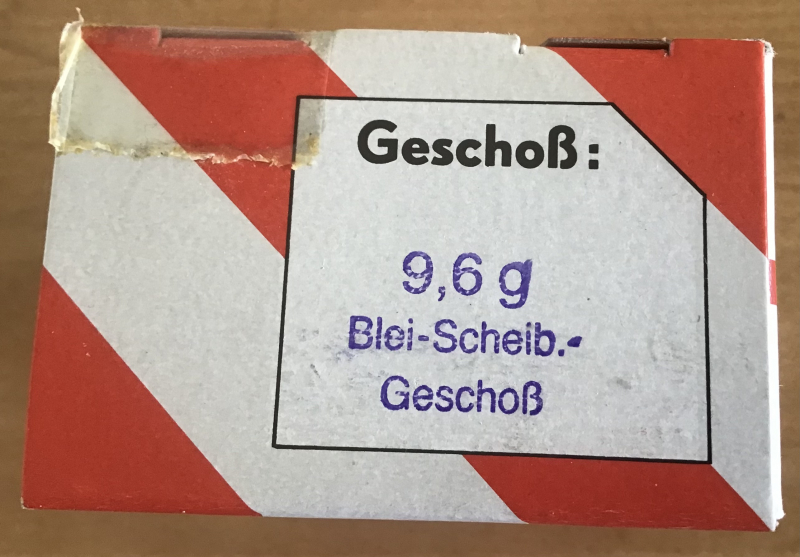 Geschoß:
9,6 g
Blei-Scheib.-
Geschoß